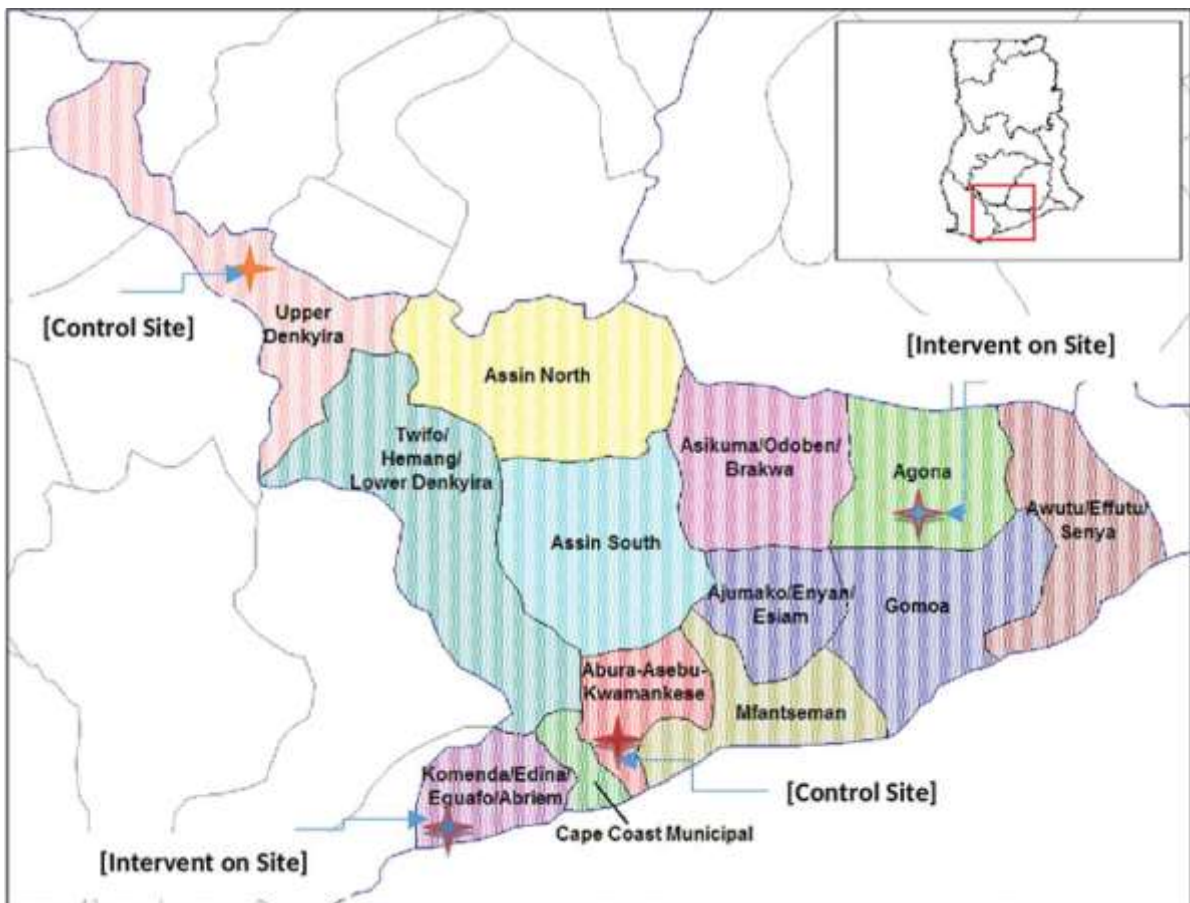 [Control Site]
Upper
Denkyira
[Intervent on Site]
Assin North
Twifo/
Hemang/
Lower Denkyira
Asikuma/Odoben/
Brakwa
Agona
Awutu/Effutu/
Senya
Assin South
Ajumako/Enyan/
Esiam
Gomoa
Abura-Asebu-
Kwamankese
Mfantseman
Komenda/Edina/
Equafo/Abriem
[Control Site]
Cape Coast Municipal
[Intervent on Site]